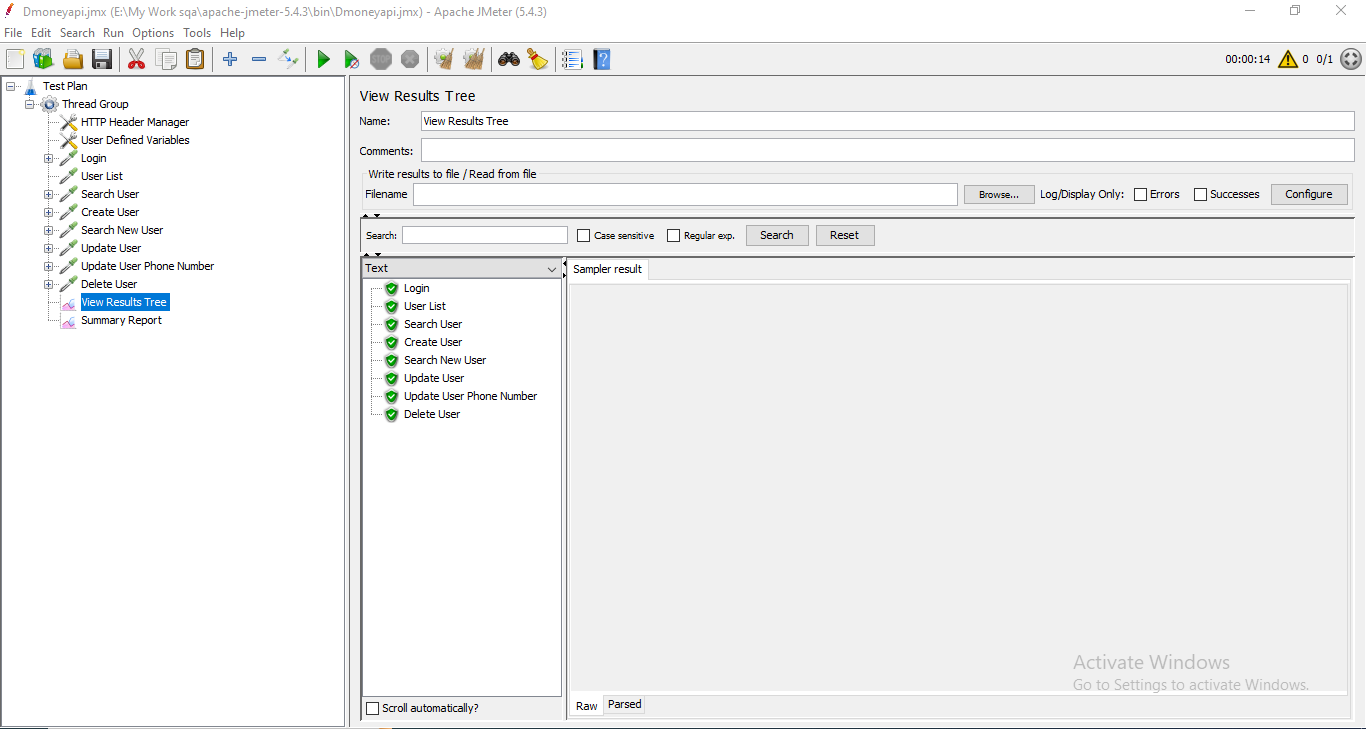 Dmoneyapi.jmx (E:\My Work sqa\apache-jmeter-5.4.3\bin\Dmoneyapi.jmx) - Apache JMeter (5.4.3)
File Edit Search Run Options Tools Help
STOP
00:00:14 0 0/1
Test Plan
Thread Group
HTTP Header Manager
User Defined Variables
Login
User List
Search User
Create User
Search New User
Update User
Update User Phone Number
Delete User
View Results Tree
Summary Report
View Results Tree
Name: View Results Tree
Comments:
Write results to file / Read from file
Filename Browse... Log/Display Only: Errors Successes Configure
Search: Case sensitive Regular exp. Search Reset
Text
Login
User List
Search User
Create User
Search New User
Update User
Update User Phone Number
Delete User
Scroll automatically?
Sampler result
Raw Parsed
Activate Windows
Go to Settings to activate Windows.